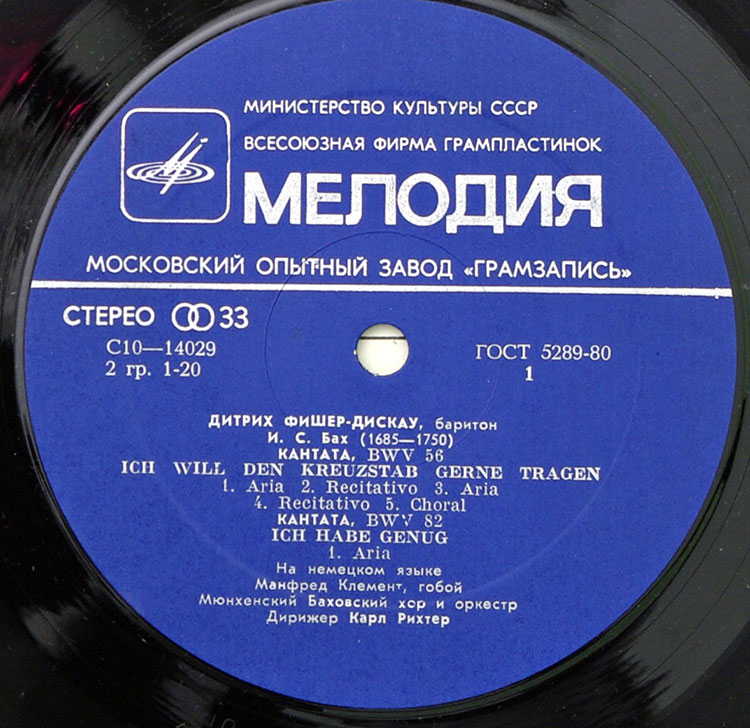 МИНИСТЕРСТВО КУЛЬТУРЫ СССР
ВСЕСОЮЗНАЯ ФИРМА ГРАМПЛАСТИНОК
МЕЛОДИЯ
МОСКОВСКИЙ ОПЫТНЫЙ ЗАВОД «ГРАМЗАПИСЬ»
СТЕРЕО 33
С10—14029
2 гр. 1-20
ГОСТ 5289-80
1
ДИТРИХ ФИШЕР-ДИСКАУ, баритон
И. С. Бах (1685—1750)
КАНТАТА, BWV 56
ICH WILL DEN KREUZSTAB GERNE TRAGEN
1. Aria 2. Recitativo 3. Aria
4. Recitativo 5. Choral
КАНТАТА, BWV 82
ICH HABE GENUG
1. Aria
На немецком языке
Манфред Клемент, гобой
Мюнхенский Баховский хор и оркестр
Дирижер Карл Рихтер